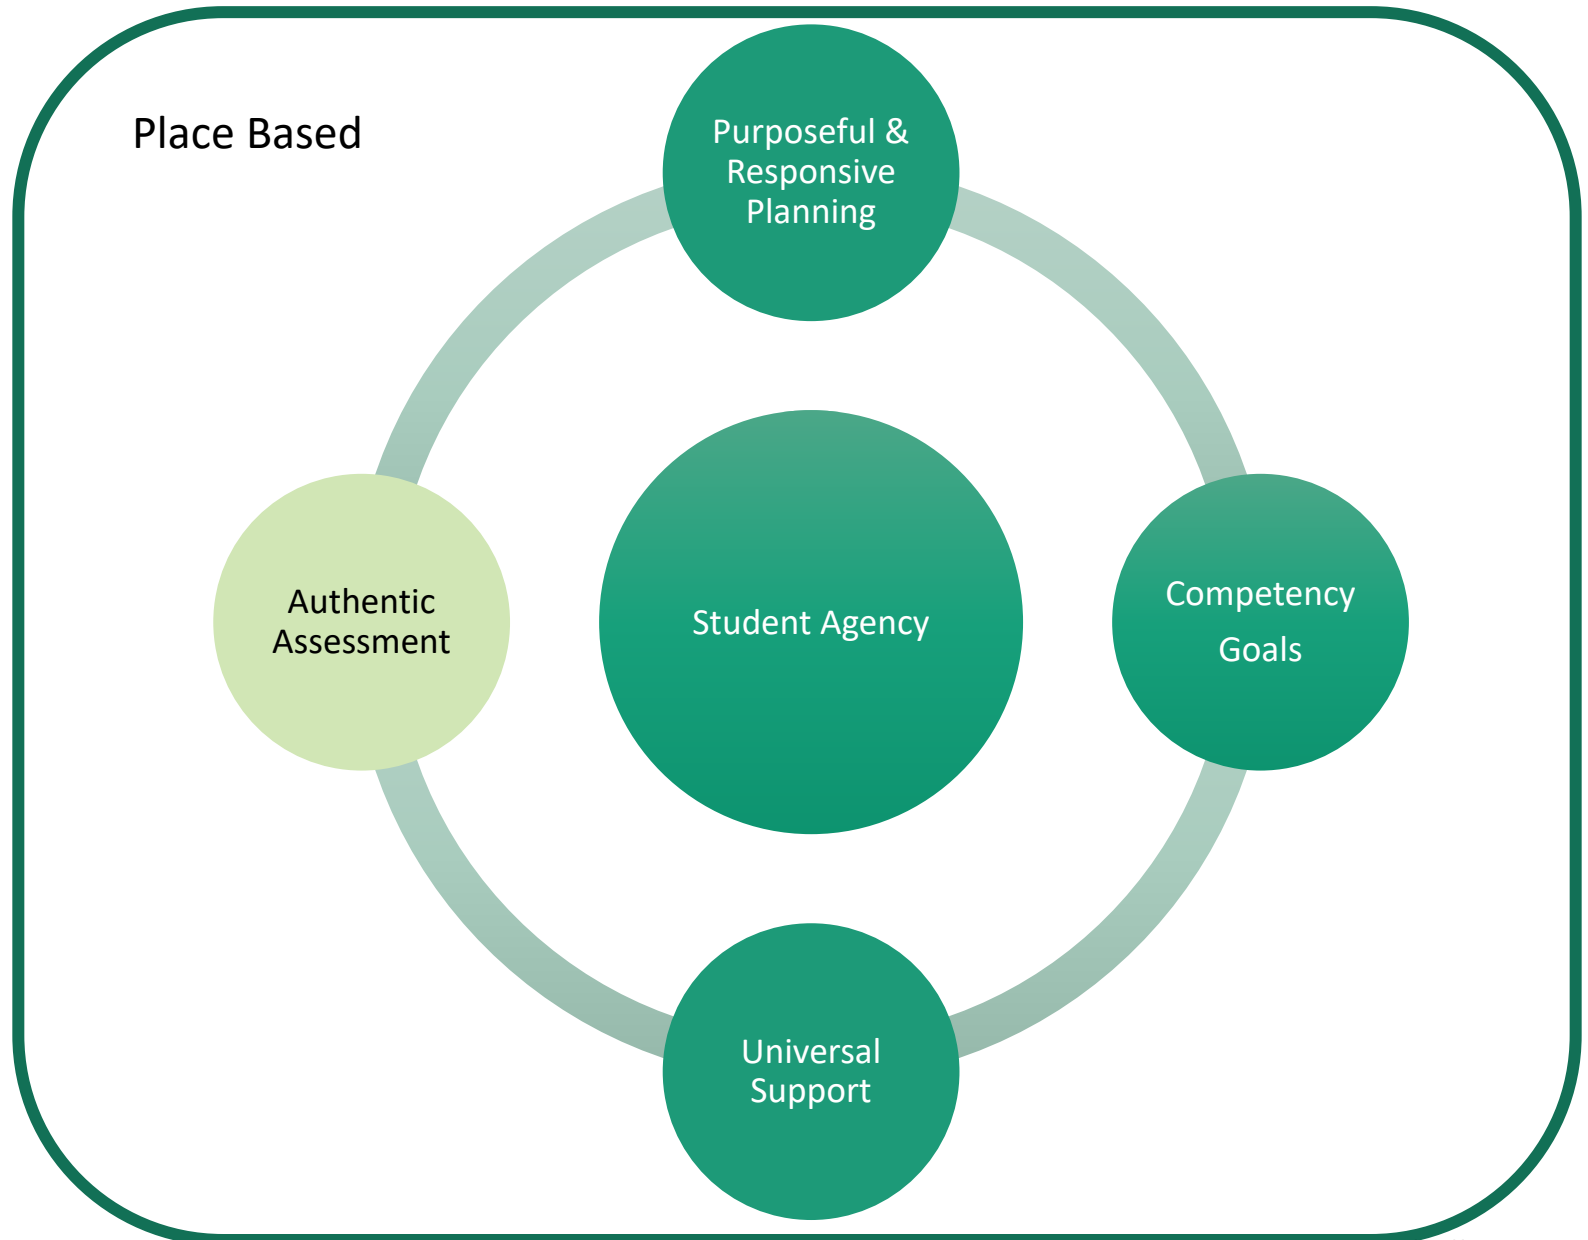 Place Based
Purposeful &
Responsive
Planning
Authentic
Assessment
Student Agency
Competency
Goals
Universal
Support